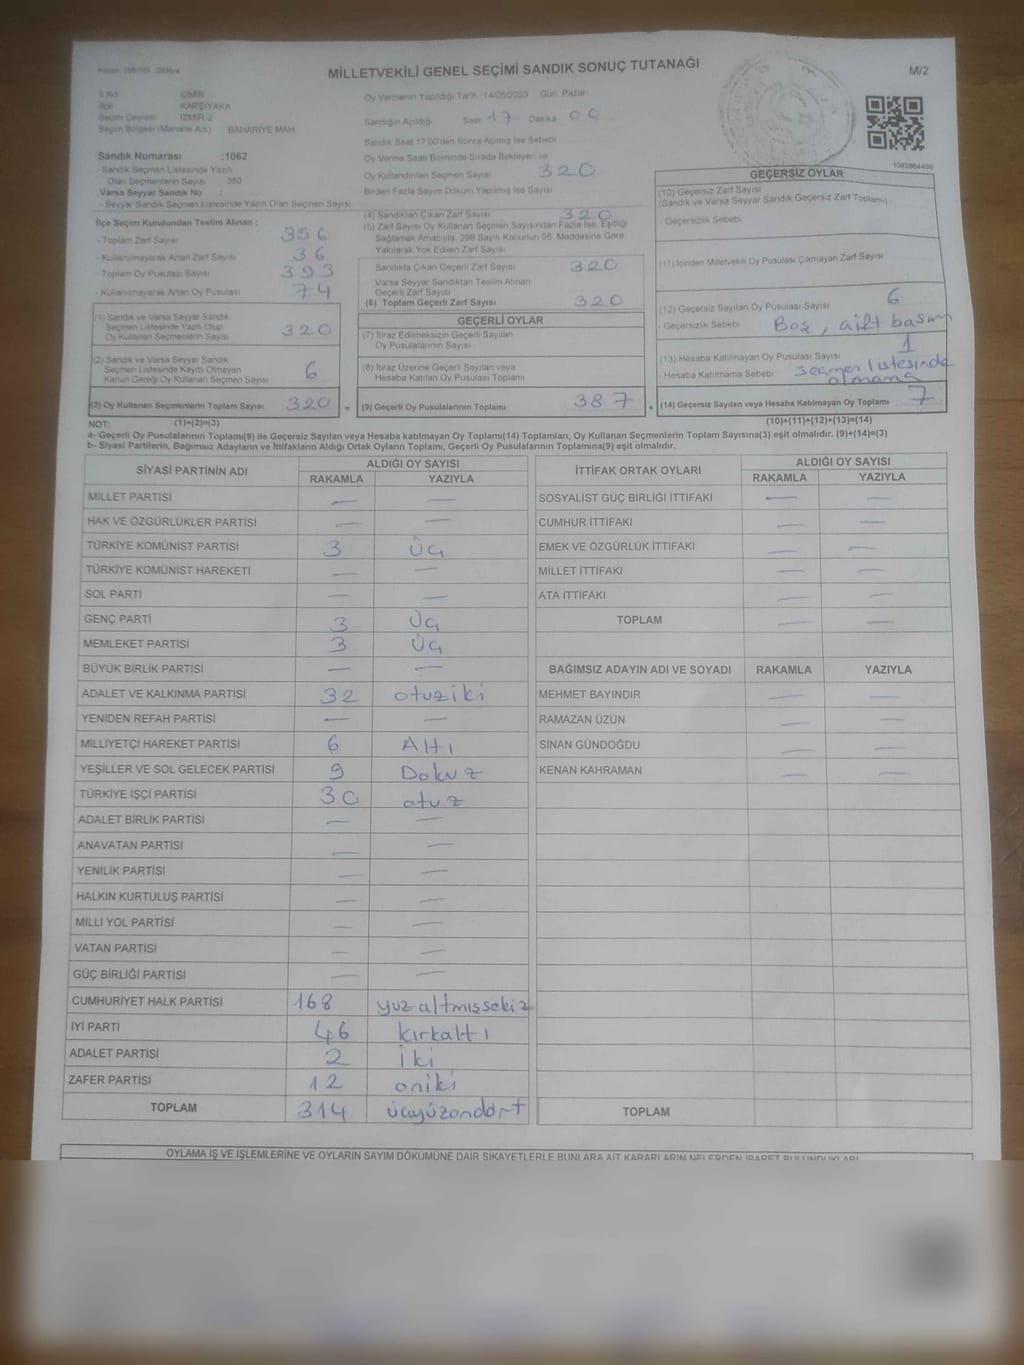 MİLLETVEKİLİ GENEL SEÇİMİ SANDIK SONUÇ TUTANAĞI
M/2
İl Adı İZMİR
İlçe KARŞIYAKA
Seçim Çevresi İZMİR-2
Seçim Bölgesi (Mahalle Adı) BAHARİYE MAH.
Oy Vermenin Yapıldığı Tarih :14/05/2023 Gün: Pazar
Sandığın Açıldığı Saat 17 Dakika 00
Sandık Saat 17:00'den Sonra Açılmış İse Sebebi
Sandık Numarası :1062
- Sandık Seçmen Listesinde Yazılı
Olan Seçmenlerin Sayısı : 350
Varsa Seyyar Sandık No :
- Seyyar Sandık Seçmen Listesinde Yazılı Olan Seçmen Sayısı
Oy Verme Saati Bitiminde Sırada Bekleyen ve
Oy Kullandırılan Seçmen Sayısı 320
Birden Fazla Sayım Döküm Yapılmış İse Sayısı
İlçe Seçim Kurulundan Teslim Alınan ;
- Toplam Zarf Sayısı 356
- Kullanılmayarak Artan Zarf Sayısı 36
- Toplam Oy Pusulası Sayısı 393
- Kullanılmayarak Artan Oy Pusulası 74
(1) Sandık ve Varsa Seyyar Sandık
Seçmen Listesinde Yazılı Olup
Oy Kullanan Seçmenlerin Sayısı 320
(2) Sandık ve Varsa Seyyar Sandık
Seçmen Listesinde Kayıtlı Olmayan
Kanun Gereği Oy Kullanan Seçmen Sayısı 6
(3) Oy Kullanan Seçmenlerin Toplam Sayısı 320 =
(4) Sandıktan Çıkan Zarf Sayısı 320
(5) Zarf Sayısı Oy Kullanan Seçmen Sayısından Fazla İse, Eşitliği
Sağlamak Amacıyla, 298 Sayılı Kanunun 98. Maddesine Göre
Yakılarak Yok Edilen Zarf Sayısı
Sandıkta Çıkan Geçerli Zarf Sayısı 320
Varsa Seyyar Sandıktan Teslim Alınan
Geçerli Zarf Sayısı
(6) Toplam Geçerli Zarf Sayısı 320
GEÇERLİ OYLAR
(7) İtiraz Edilmeksizin Geçerli Sayılan
Oy Pusulalarının Sayısı
(8) İtiraz Üzerine Geçerli Sayılan veya
Hesaba Katılan Oy Pusulaları Toplamı
(9) Geçerli Oy Pusulalarının Toplamı 387 +
1063864409
GEÇERSİZ OYLAR
(10) Geçersiz Zarf Sayısı
(Sandık ve Varsa Seyyar Sandık Geçersiz Zarf Toplamı)
- Geçersizlik Sebebi
(11) İçinden Milletvekili Oy Pusulası Çıkmayan Zarf Sayısı
(12) Geçersiz Sayılan Oy Pusulası Sayısı 6
- Geçersizlik Sebebi Boş, çift basım
(13) Hesaba Katılmayan Oy Pusulası Sayısı 1
- Hesaba Katılmama Sebebi seçmen listesinde
olmama
(14) Geçersiz Sayılan veya Hesaba Katılmayan Oy Toplamı 7
NOT: (1)+(2)=(3) (10)+(11)+(12)+(13)=(14)
a- Geçerli Oy Pusulalarının Toplamı(9) ile Geçersiz Sayılan veya Hesaba katılmayan Oy Toplamı(14) Toplamları, Oy Kullanan Seçmenlerin Toplam Sayısına(3) eşit olmalıdır. (9)+(14)=(3)
b- Siyasi Partilerin, Bağımsız Adayların ve İttifakların Aldığı Ortak Oyların Toplamı, Geçerli Oy Pusulalarının Toplamına(9) eşit olmalıdır.
SİYASİ PARTİNİN ADI ALDIĞI OY SAYISI
RAKAMLA YAZIYLA
MİLLET PARTİSİ — —
HAK VE ÖZGÜRLÜKLER PARTİSİ — —
TÜRKİYE KOMÜNİST PARTİSİ 3 Üç
TÜRKİYE KOMÜNİST HAREKETİ — —
SOL PARTİ — —
GENÇ PARTİ 3 Üç
MEMLEKET PARTİSİ 3 Üç
BÜYÜK BİRLİK PARTİSİ — —
ADALET VE KALKINMA PARTİSİ 32 otuziki
YENİDEN REFAH PARTİSİ — —
MİLLİYETÇİ HAREKET PARTİSİ 6 Altı
YEŞİLLER VE SOL GELECEK PARTİSİ 9 Dokuz
TÜRKİYE İŞÇİ PARTİSİ 30 otuz
ADALET BİRLİK PARTİSİ — —
ANAVATAN PARTİSİ — —
YENİLİK PARTİSİ — —
HALKIN KURTULUŞ PARTİSİ — —
MİLLİ YOL PARTİSİ — —
VATAN PARTİSİ — —
GÜÇ BİRLİĞİ PARTİSİ — —
CUMHURİYET HALK PARTİSİ 168 yüzaltmışsekiz
İYİ PARTİ 46 kırkaltı
ADALET PARTİSİ 2 iki
ZAFER PARTİSİ 12 oniki
TOPLAM 314 üçyüzondört
İTTİFAK ORTAK OYLARI ALDIĞI OY SAYISI
RAKAMLA YAZIYLA
SOSYALİST GÜÇ BİRLİĞİ İTTİFAKI — —
CUMHUR İTTİFAKI — —
EMEK VE ÖZGÜRLÜK İTTİFAKI — —
MİLLET İTTİFAKI — —
ATA İTTİFAKI — —
TOPLAM — —
BAĞIMSIZ ADAYIN ADI VE SOYADI RAKAMLA YAZIYLA
MEHMET BAYINDIR — —
RAMAZAN ÜZÜN — —
SİNAN GÜNDOĞDU — —
KENAN KAHRAMAN — —
TOPLAM
OYLAMA İŞ VE İŞLEMLERİNE VE OYLARIN SAYIM DÖKÜMÜNE DAİR ŞİKAYETLERLE BUNLARA AİT KARARLARIN NELERDEN İBARET BULUNDUKLARI